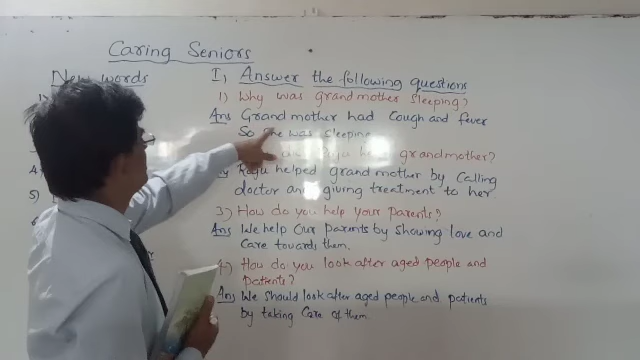 Caring Seniors
New words
I) Answer the following questions
1) Why was grandmother sleeping?
Ans Grandmother had cough and fever
So she was sleeping
grandmother?
Raju helped grandmother by calling
doctor and giving treatment to her
3) How do you help your parents?
Ans We help our parents by showing love and
care towards them.
4) How do you look after aged people and
patients?
Ans We should look after aged people and patients
by taking care of them.
5)